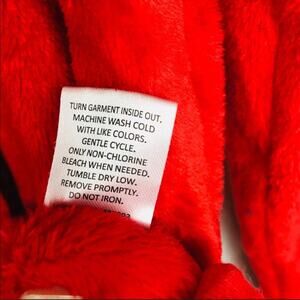 TURN GARMENT INSIDE OUT.
MACHINE WASH COLD
WITH LIKE COLORS.
GENTLE CYCLE.
ONLY NON-CHLORINE
BLEACH WHEN NEEDED.
TUMBLE DRY LOW.
REMOVE PROMPTLY.
DO NOT IRON.